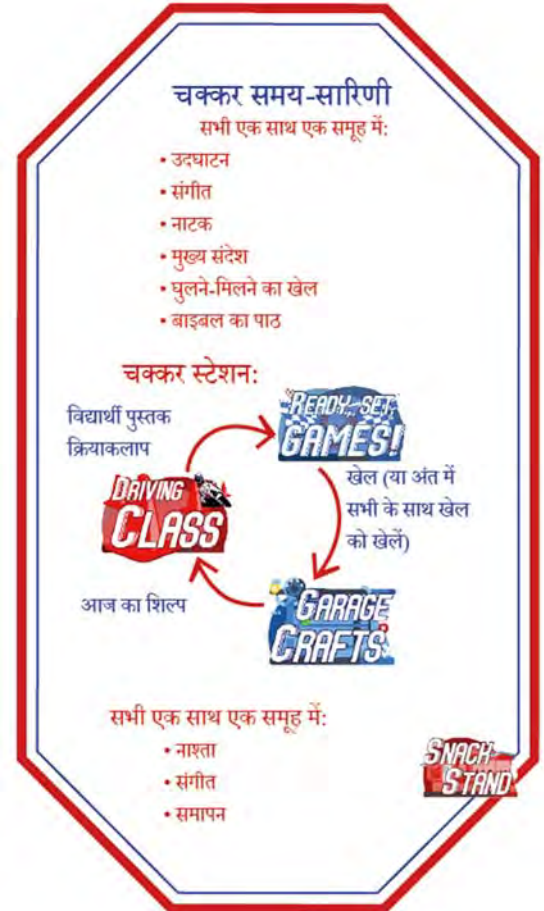 चक्कर समय-सारिणी
सभी एक साथ एक समूह में:
• उदघाटन
• संगीत
• नाटक
• मुख्य संदेश
• घुलने-मिलने का खेल
• बाइबल का पाठ
चक्कर स्टेशन:
विद्यार्थी पुस्तक
क्रियाकलाप
READY, SET,
GAMES!
खेल (या अंत में
सभी के साथ खेल
को खेलें)
DRIVING
CLASS
आज का शिल्प
GARAGE
CRAFTS
सभी एक साथ एक समूह में:
• नाश्ता
• संगीत
• समापन
SNACK
STAND